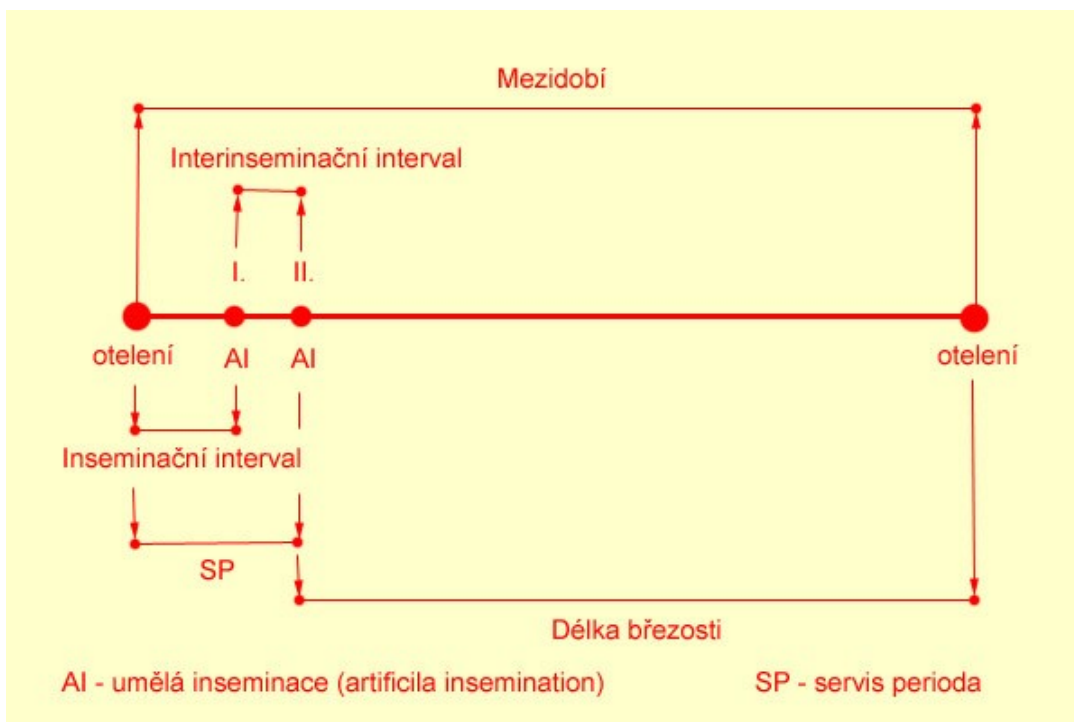 Mezidobí
Interinseminační interval
I. II.
otelení AI AI otelení
Inseminační interval
SP
Délka březosti
AI - umělá inseminace (artificila insemination) SP - servis perioda